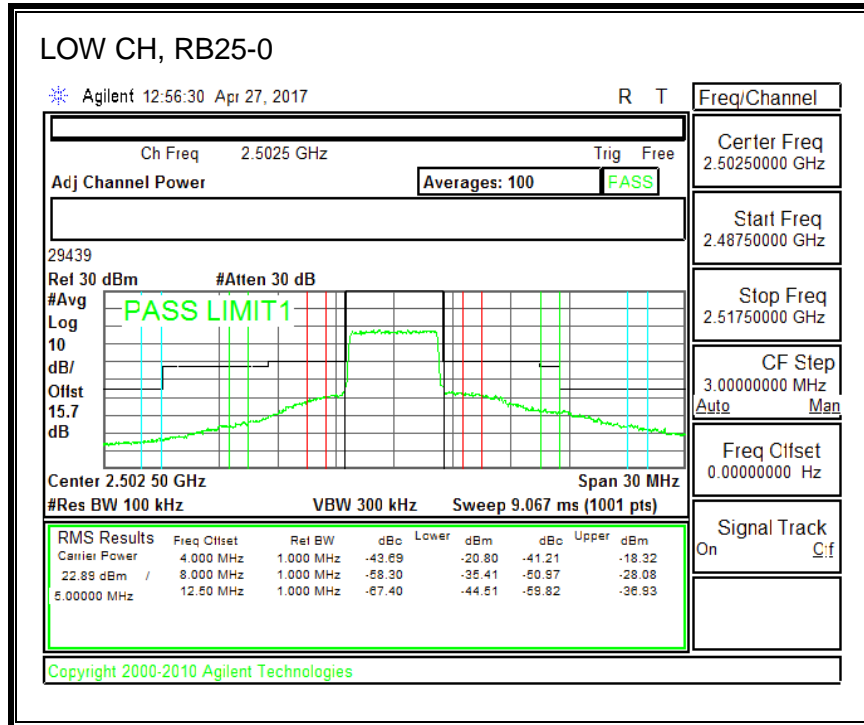 LOW CH, RB25-0
Agilent 12:56:30 Apr 27, 2017 R T
Freq/Channel
Ch Freq 2.5025 GHz Trig Free
Adj Channel Power Averages: 100 PASS
Center Freq
2.50250000 GHz
Start Freq
2.48750000 GHz
Stop Freq
2.51750000 GHz
CF Step
3.00000000 MHz
Auto Man
Freq Offset
0.00000000 Hz
Signal Track
On Off
29439
Ref 30 dBm #Atten 30 dB
#Avg
Log
10
dB/
Offst
15.7
dB
PASS LIMIT1
Center 2.502 50 GHz Span 30 MHz
#Res BW 100 kHz VBW 300 kHz Sweep 9.067 ms (1001 pts)
RMS Results Freq Offset Ref BW dBc Lower dBm dBc Upper dBm
Carrier Power 4.000 MHz 1.000 MHz -43.69 -20.80 -41.21 -18.32
22.89 dBm / 8.000 MHz 1.000 MHz -58.30 -35.41 -50.97 -28.08
5.00000 MHz 12.50 MHz 1.000 MHz -67.40 -44.51 -59.82 -36.93
Copyright 2000-2010 Agilent Technologies